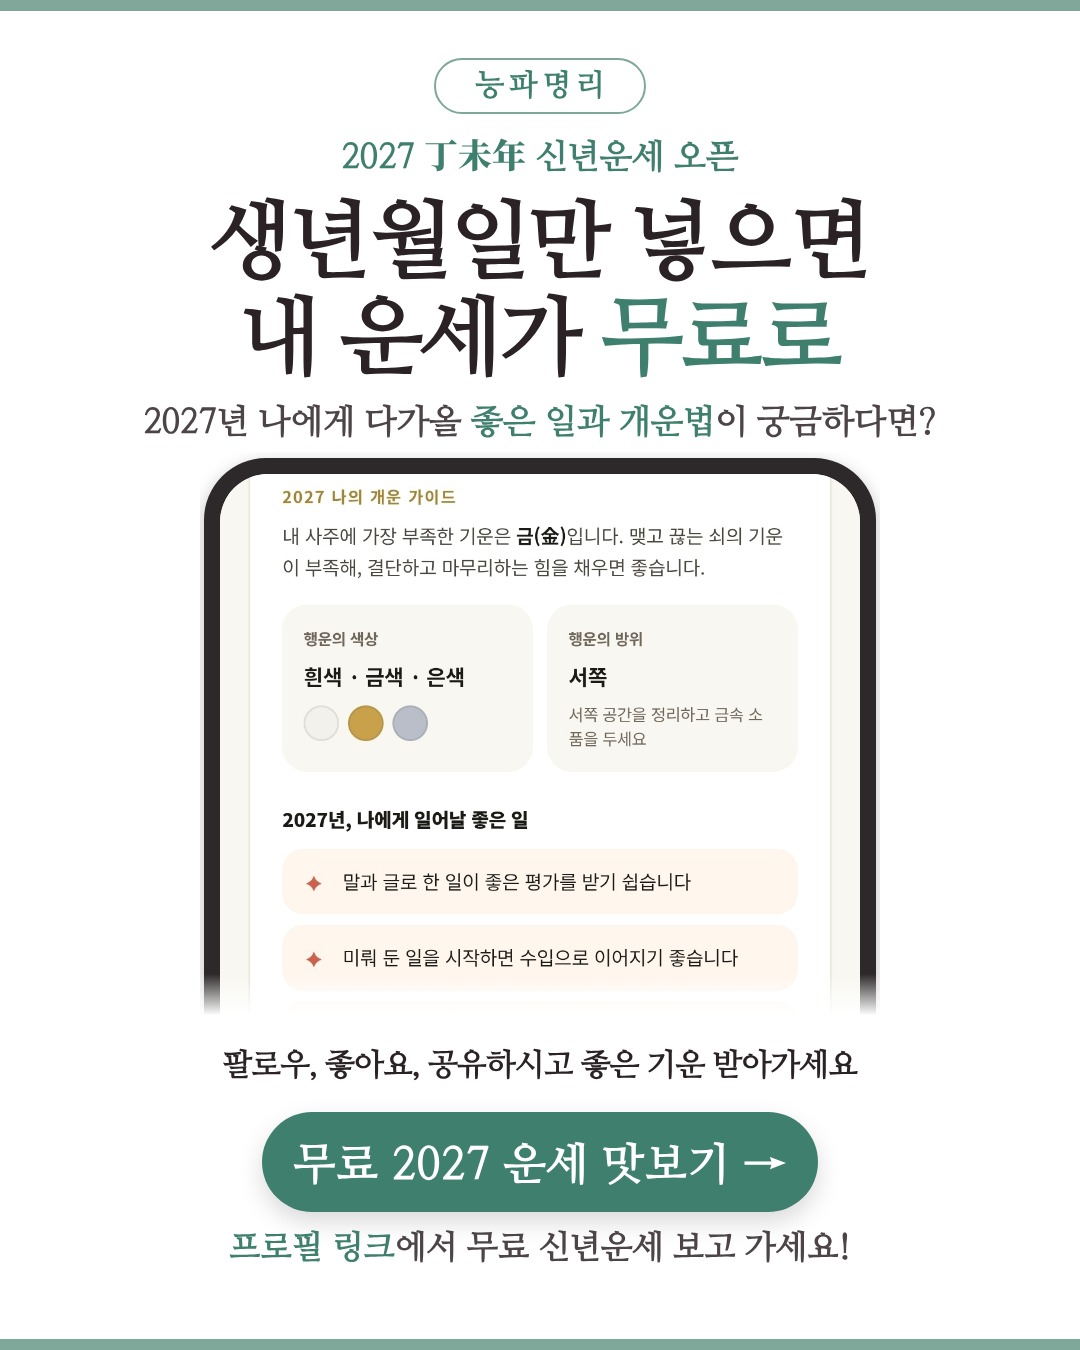 능파명리
2027 丁未年 신년운세 오픈
생년월일만 넣으면
내 운세가 무료로
2027년 나에게 다가올 좋은 일과 개운법이 궁금하다면?
2027 나의 개운 가이드
내 사주에 가장 부족한 기운은 금(金)입니다. 맺고 끊는 쇠의 기운
이 부족해, 결단하고 마무리하는 힘을 채우면 좋습니다.
행운의 색상
흰색 · 금색 · 은색
행운의 방위
서쪽
서쪽 공간을 정리하고 금속 소
품을 두세요
2027년, 나에게 일어날 좋은 일
말과 글로 한 일이 좋은 평가를 받기 쉽습니다
미뤄 둔 일을 시작하면 수입으로 이어지기 좋습니다
팔로우, 좋아요, 공유하시고 좋은 기운 받아가세요
무료 2027 운세 맛보기 →
프로필 링크에서 무료 신년운세 보고 가세요!